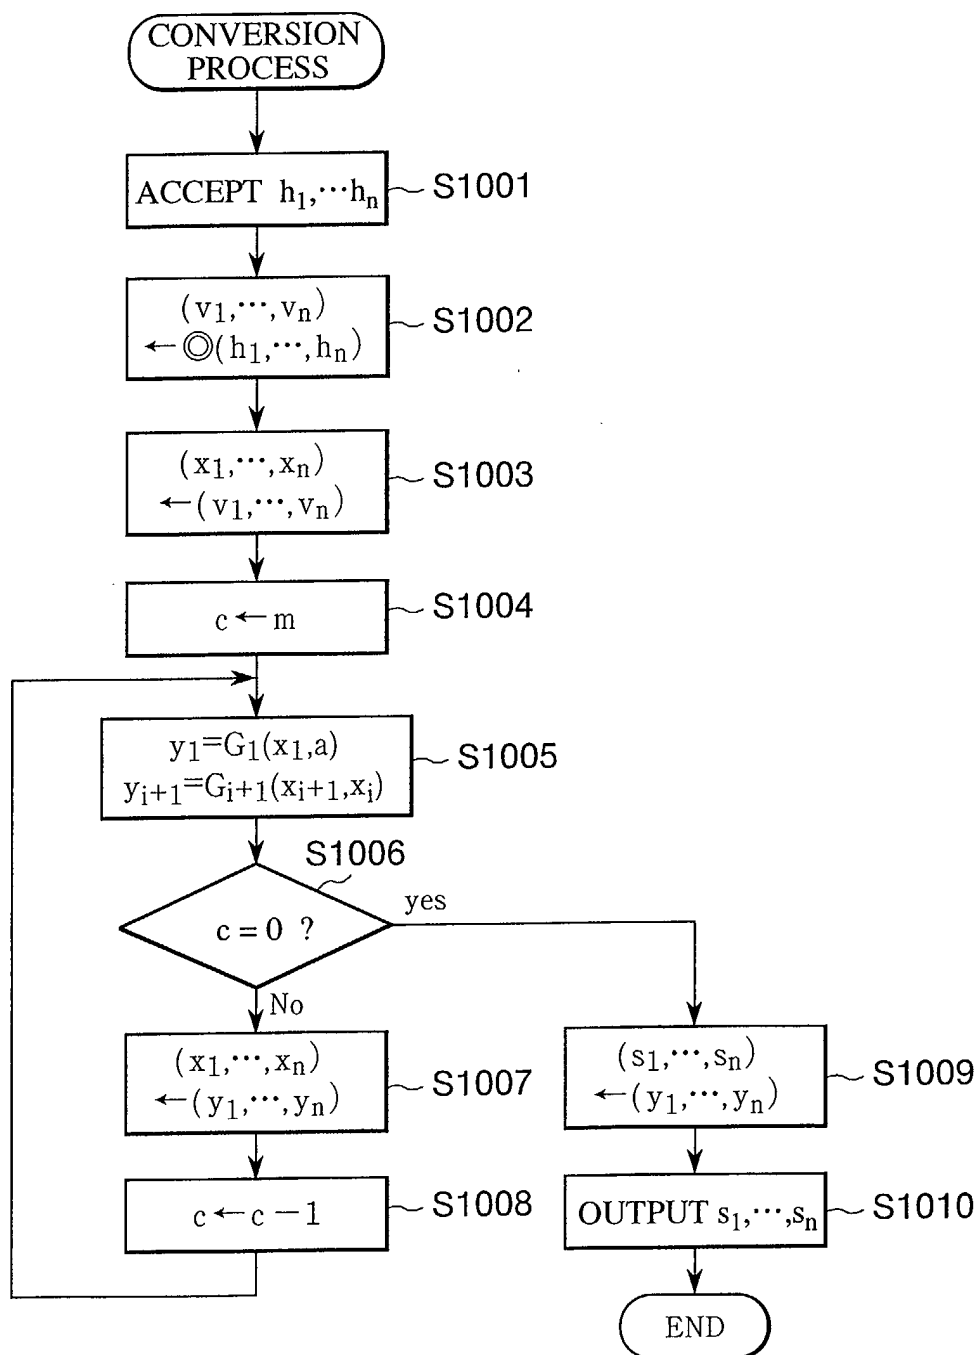 CONVERSION
PROCESS
ACCEPT h1,⋯hn
S1001
(v1,⋯,vn)
←◎(h1,⋯,hn)
S1002
(x1,⋯,xn)
←(v1,⋯,vn)
S1003
c←m
S1004
y1=G1(x1,a)
yi+1=Gi+1(xi+1,xi)
S1005
S1006
c=0 ?
yes
No
(x1,⋯,xn)
←(y1,⋯,yn)
S1007
(s1,⋯,sn)
←(y1,⋯,yn)
S1009
c←c−1
S1008
OUTPUT s1,⋯,sn
S1010
END